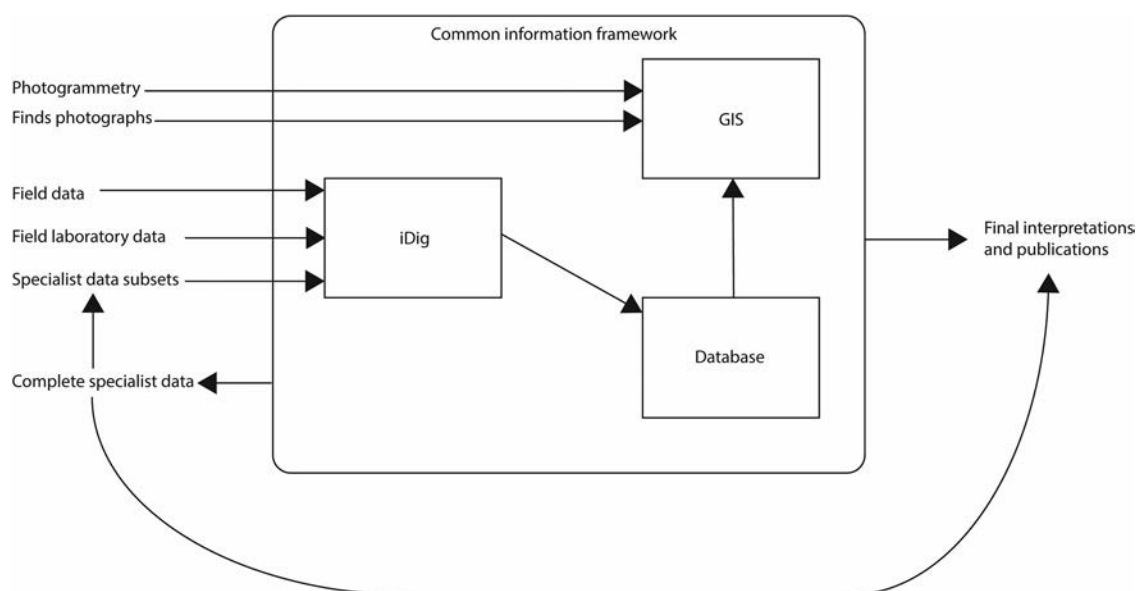 Common information framework
Photogrammetry
Finds photographs
GIS
Field data
Field laboratory data
iDig
Specialist data subsets
Final interpretations
and publications
Database
Complete specialist data